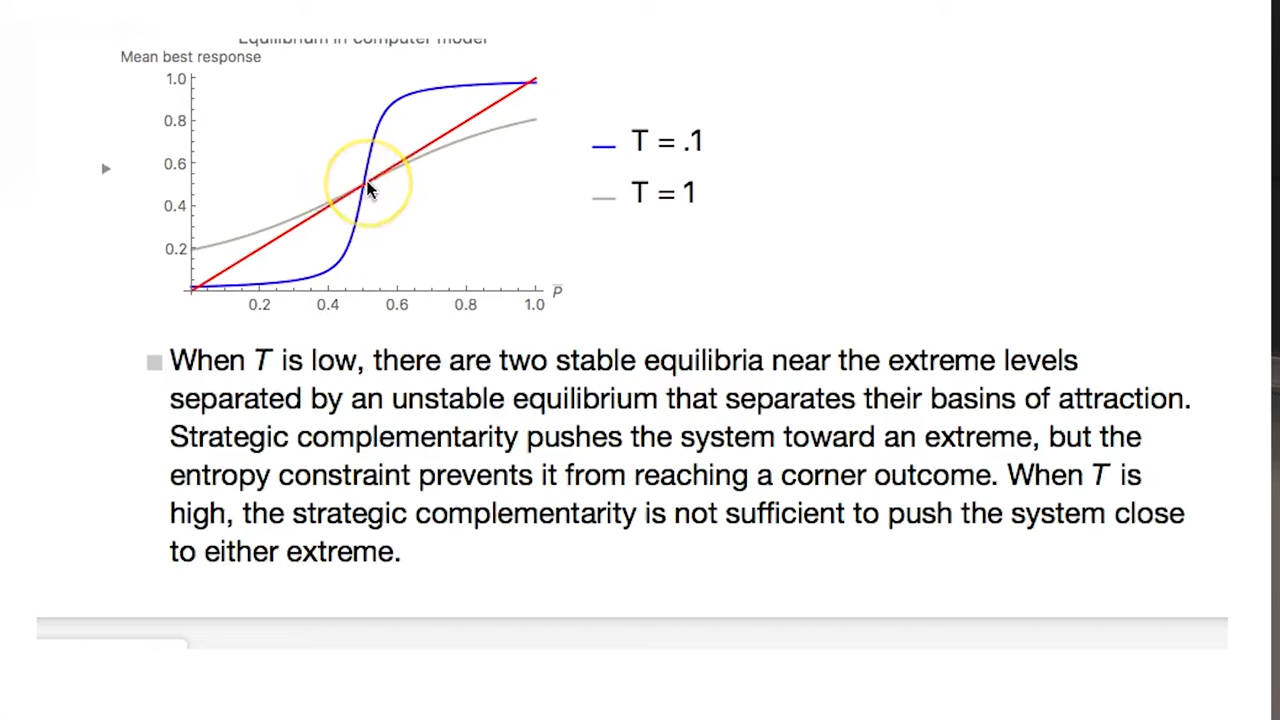 Equilibrium in computer model
Mean best response
1.0
0.8
0.6
0.4
0.2
0.2 0.4 0.6 0.8 1.0 P̅
T = .1
T = 1
When T is low, there are two stable equilibria near the extreme levels
separated by an unstable equilibrium that separates their basins of attraction.
Strategic complementarity pushes the system toward an extreme, but the
entropy constraint prevents it from reaching a corner outcome. When T is
high, the strategic complementarity is not sufficient to push the system close
to either extreme.